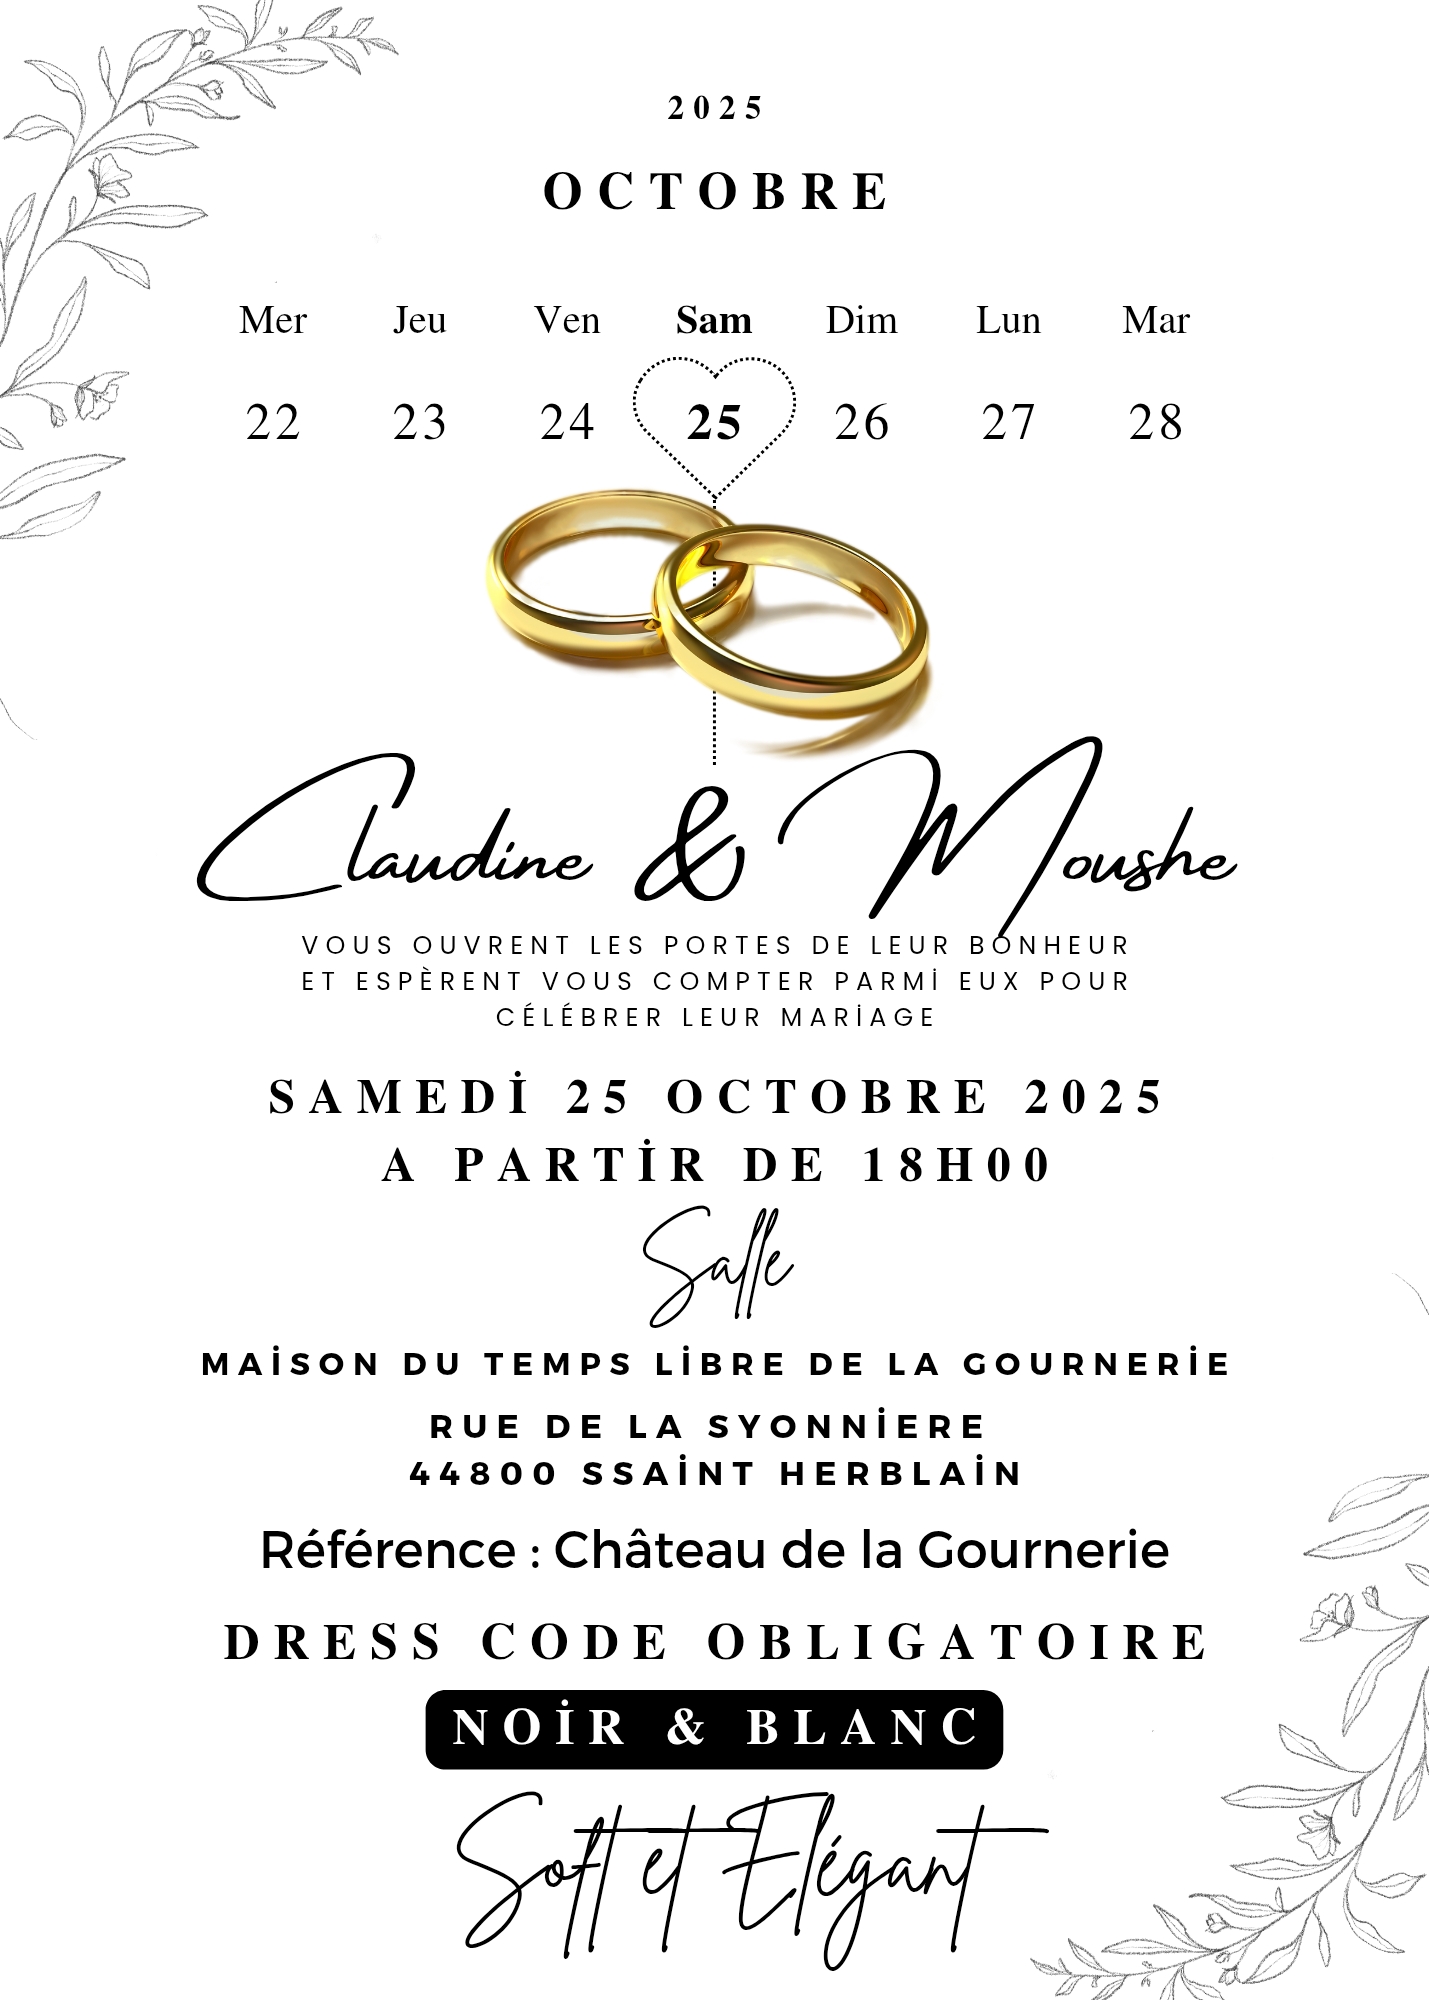 2025
OCTOBRE
Mer Jeu Ven Sam Dim Lun Mar
22 23 24 25 26 27 28
Claudine & Moushe
VOUS OUVRENT LES PORTES DE LEUR BONHEUR
ET ESPÈRENT VOUS COMPTER PARMİ EUX POUR
CÉLÉBRER LEUR MARİAGE
SAMEDİ 25 OCTOBRE 2025
A PARTİR DE 18H00
Salle
MAİSON DU TEMPS LİBRE DE LA GOURNERİE
RUE DE LA SYONNİERE
44800 SSAİNT HERBLAİN
Référence : Château de la Gournerie
DRESS CODE OBLIGATOIRE
NOİR & BLANC
Soft et Elégant